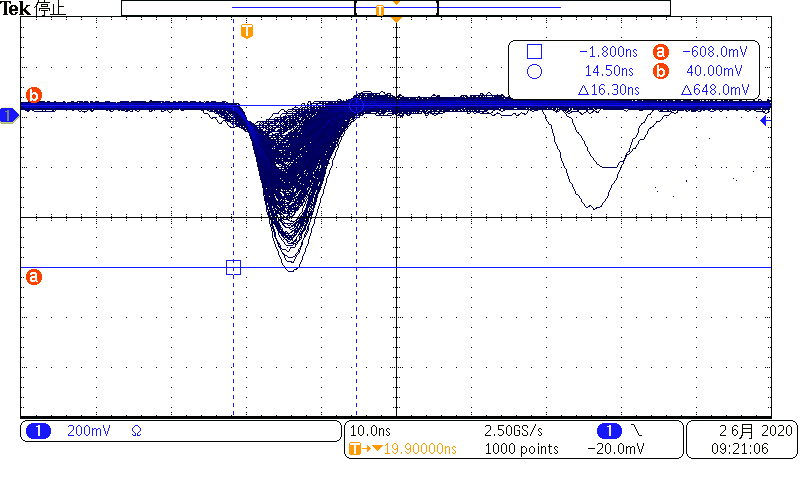 Tek 停止
T
T
−1.800ns a −608.0mV
14.50ns b 40.00mV
Δ16.30ns Δ648.0mV
b
1
a
1 200mV Ω
10.0ns 2.50GS/s 1
T→▼19.90000ns 1000 points −20.0mV
2 6月 2020
09:21:06